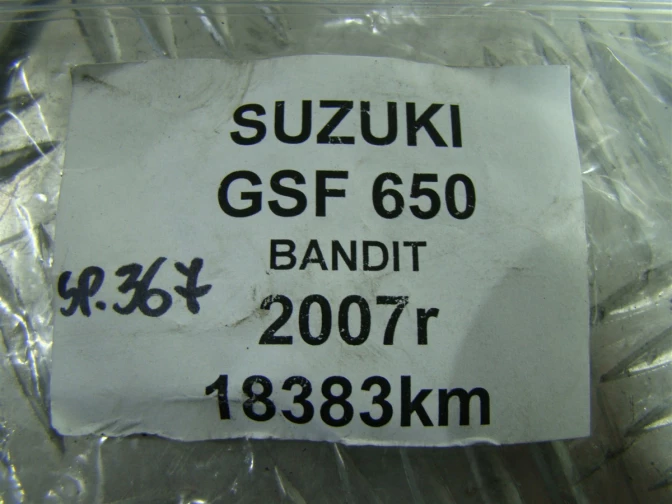 SUZUKI
GSF 650
BANDIT
sp.367
2007r
18383km